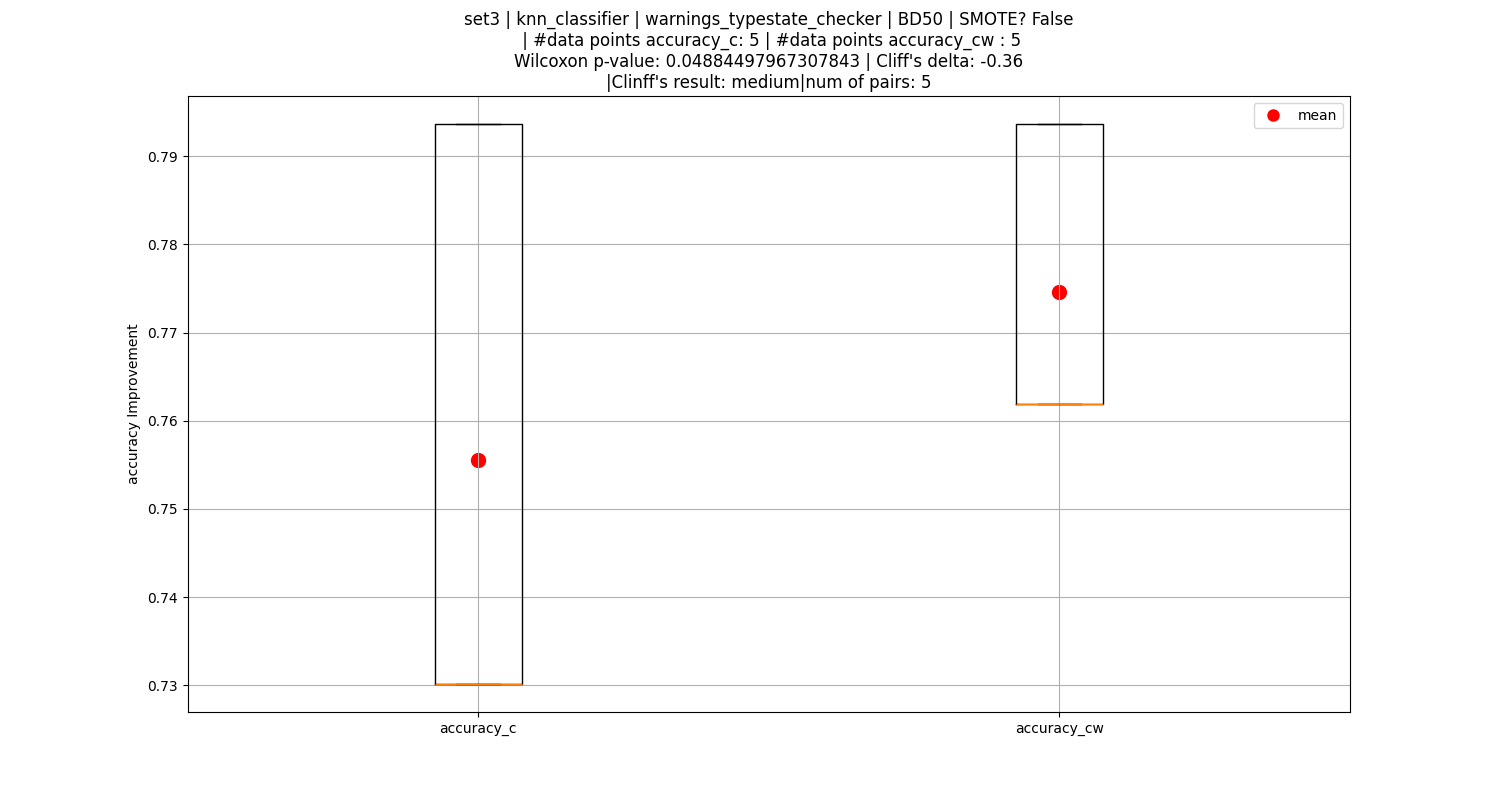 set3 | knn_classifier | warnings_typestate_checker | BD50 | SMOTE? False
| #data points accuracy_c: 5 | #data points accuracy_cw : 5
Wilcoxon p-value: 0.04884497967307843 | Cliff's delta: -0.36
|Clinff's result: medium|num of pairs: 5
mean
0.79
0.78
0.77
0.76
0.75
0.74
0.73
accuracy Improvement
accuracy_c
accuracy_cw